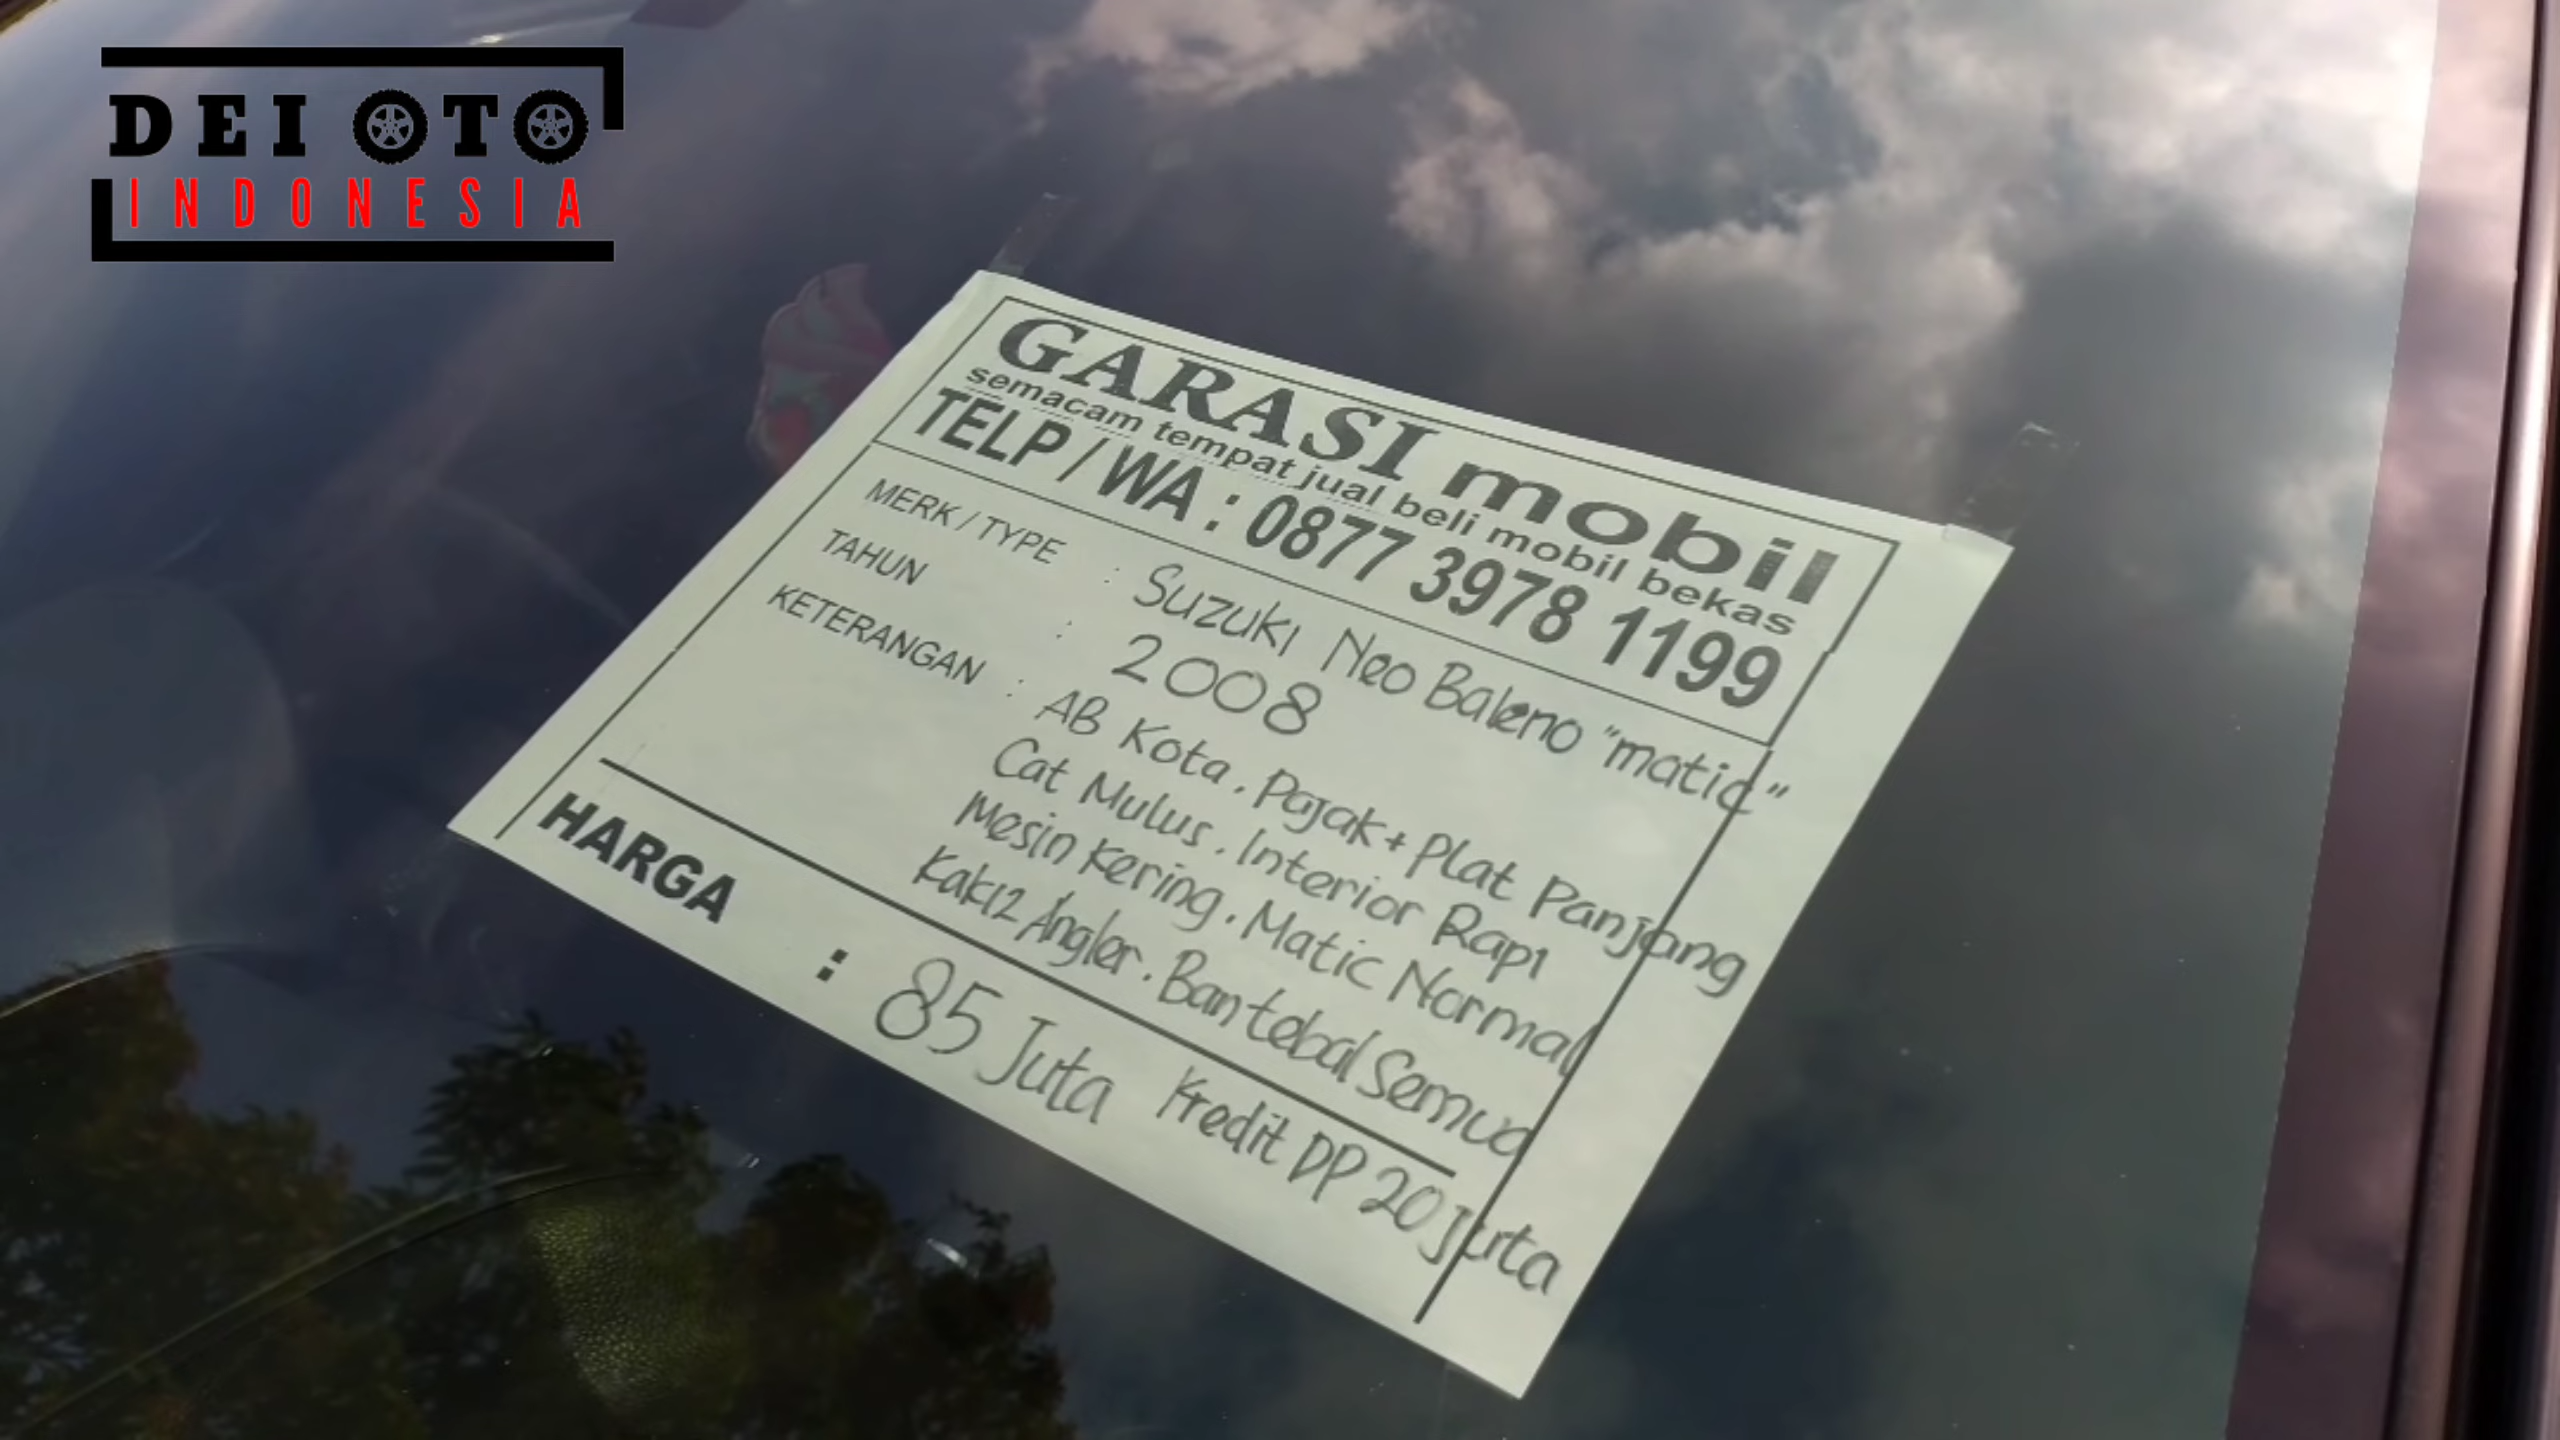 DEI OTO
INDONESIA
GARASI mobil
semacam tempat jual beli mobil bekas
TELP / WA : 0877 3978 1199
MERK / TYPE : Suzuki Neo Baleno "matic"
TAHUN : 2008
KETERANGAN : AB Kota. Pajak + Plat Panjang
Cat Mulus. Interior Rapi
Mesin Kering. Matic Normal
Kaki2 Angler. Ban tebal Semua
HARGA : 85 Juta Kredit DP 20 juta